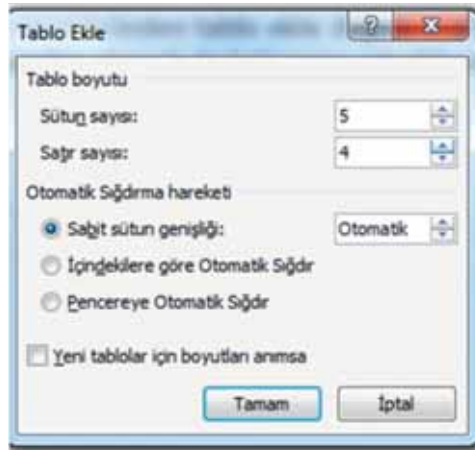 Tablo Ekle
Tablo boyutu
Sütun sayısı: 5
Satır sayısı: 4
Otomatik Sığdırma hareketi
Sabit sütun genişliği: Otomatik
İçindekilere göre Otomatik Sığdır
Pencereye Otomatik Sığdır
Yeni tablolar için boyutları anımsa
Tamam İptal